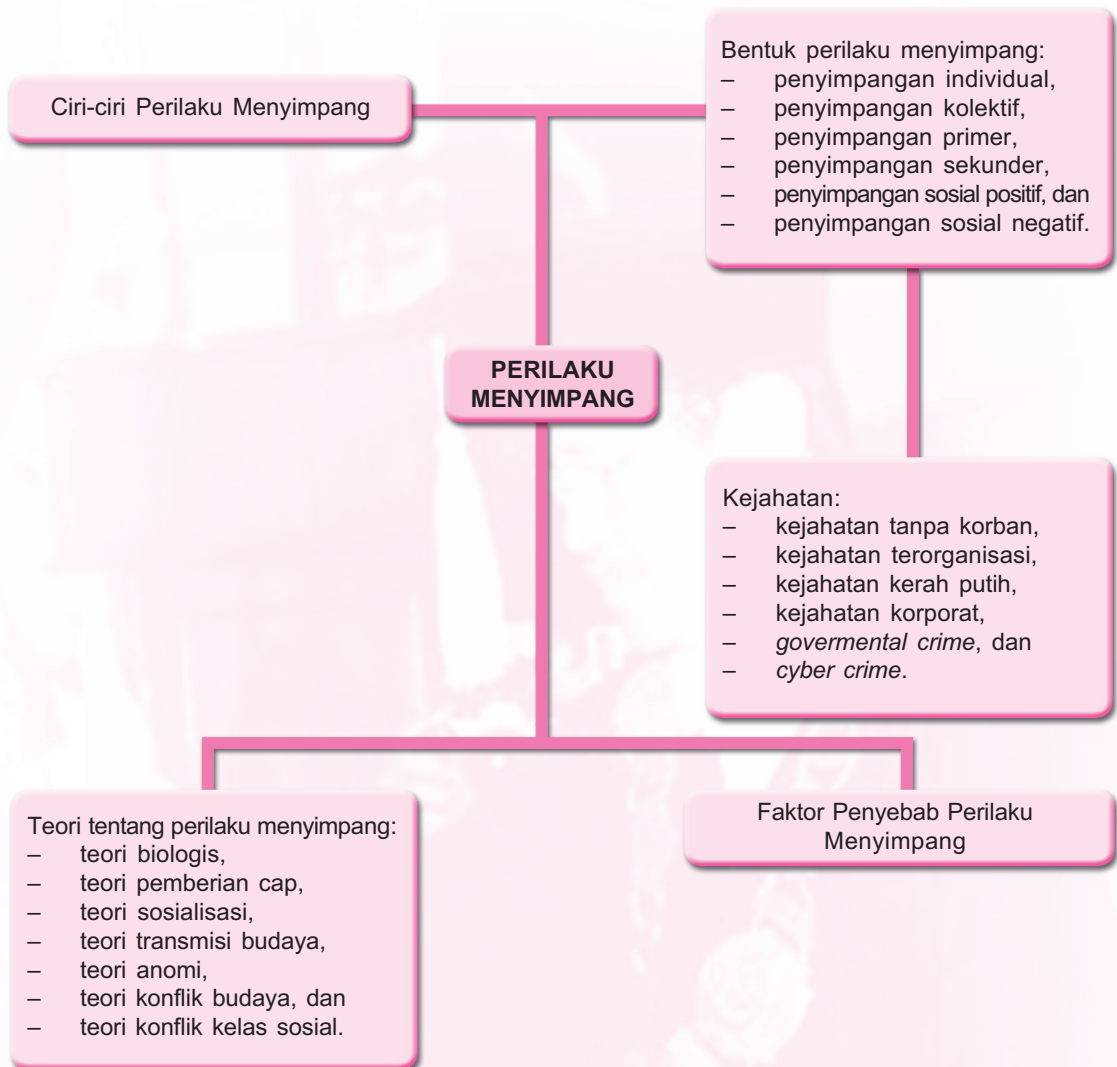 Ciri-ciri Perilaku Menyimpang
Bentuk perilaku menyimpang:
– penyimpangan individual,
– penyimpangan kolektif,
– penyimpangan primer,
– penyimpangan sekunder,
– penyimpangan sosial positif, dan
– penyimpangan sosial negatif.
PERILAKU
MENYIMPANG
Kejahatan:
– kejahatan tanpa korban,
– kejahatan terorganisasi,
– kejahatan kerah putih,
– kejahatan korporat,
– govermental crime, dan
– cyber crime.
Teori tentang perilaku menyimpang:
– teori biologis,
– teori pemberian cap,
– teori sosialisasi,
– teori transmisi budaya,
– teori anomi,
– teori konflik budaya, dan
– teori konflik kelas sosial.
Faktor Penyebab Perilaku
Menyimpang